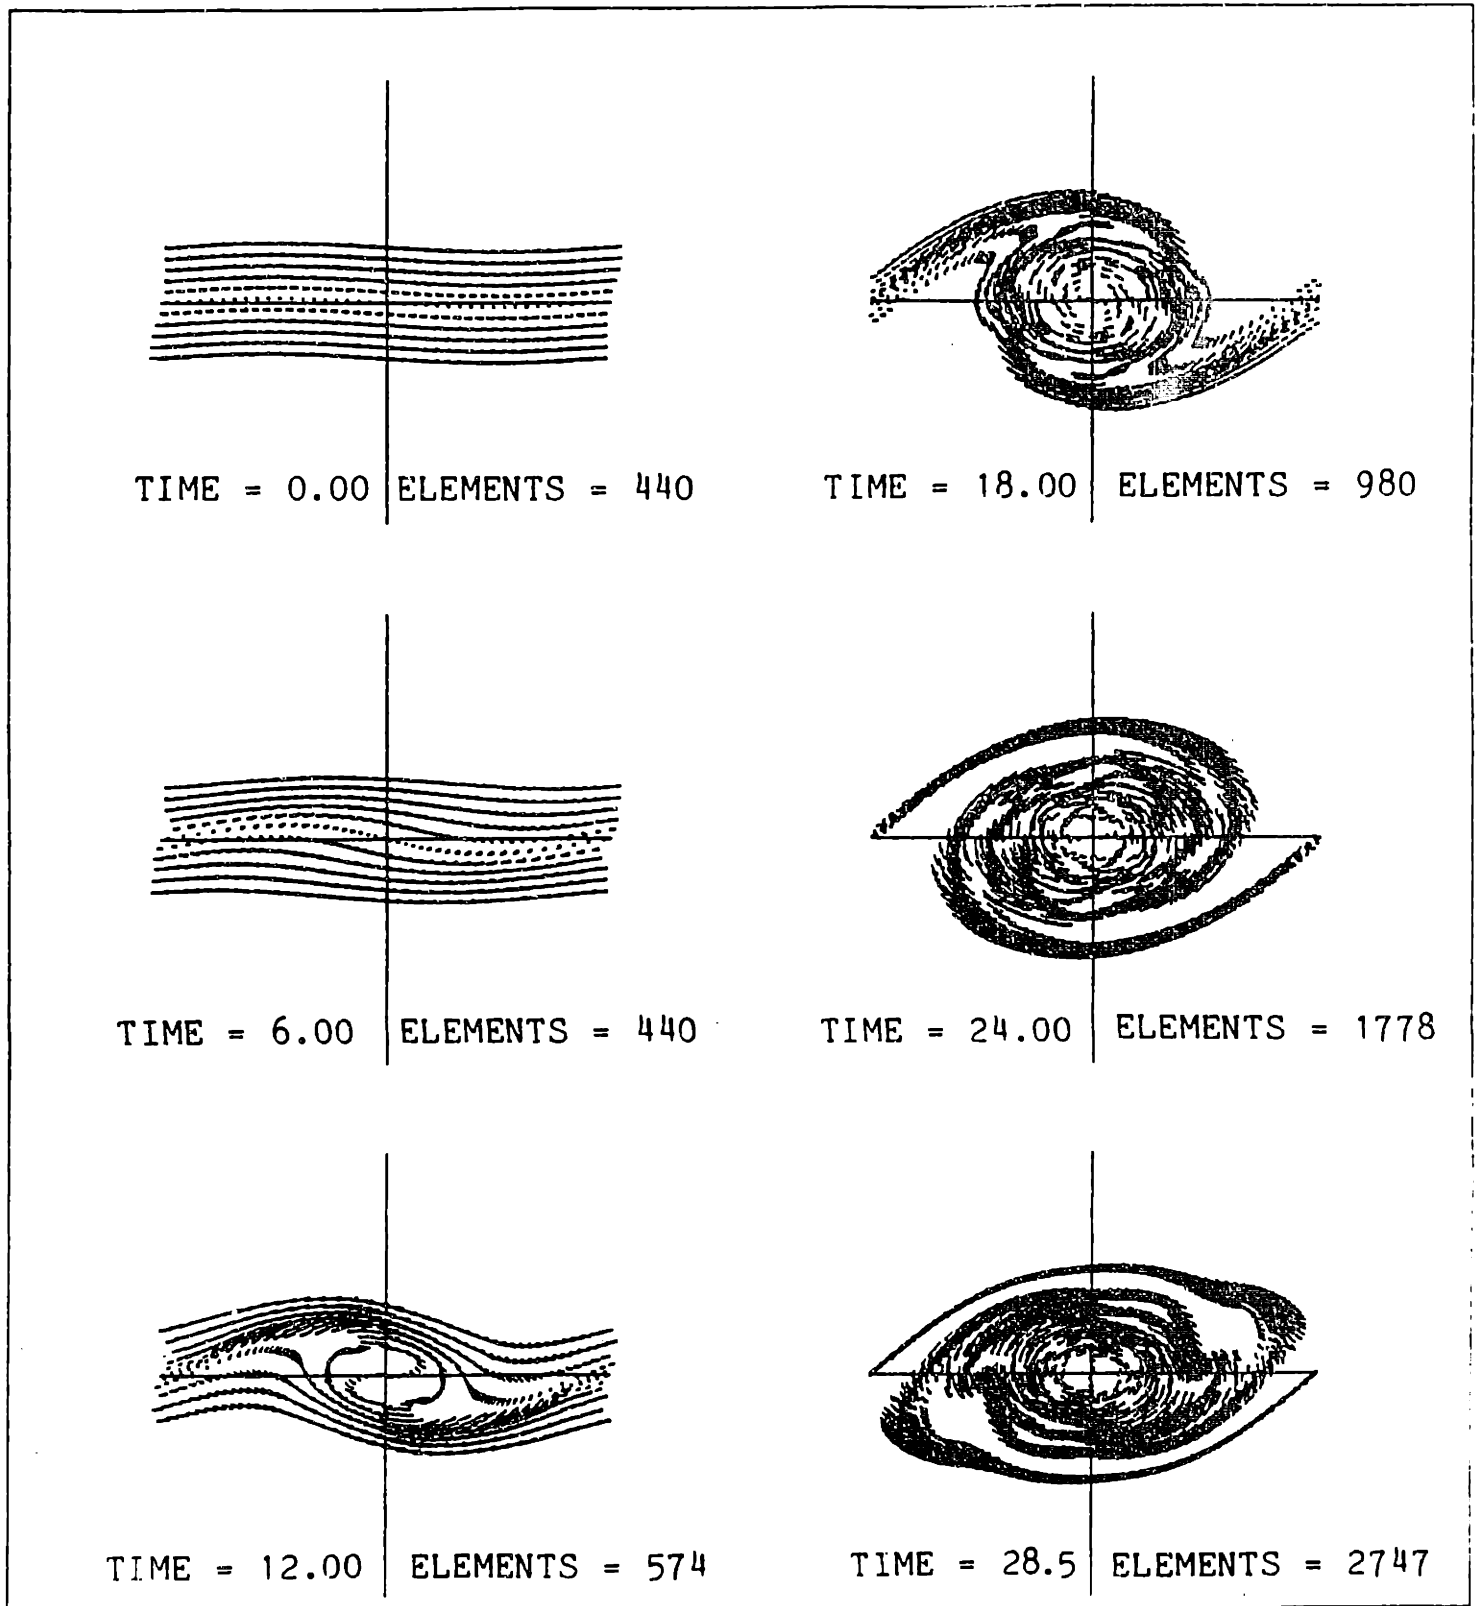 TIME = 0.00 ELEMENTS = 440
TIME = 18.00 ELEMENTS = 980
TIME = 6.00 ELEMENTS = 440
TIME = 24.00 ELEMENTS = 1778
TIME = 12.00 ELEMENTS = 574
TIME = 28.5 ELEMENTS = 2747